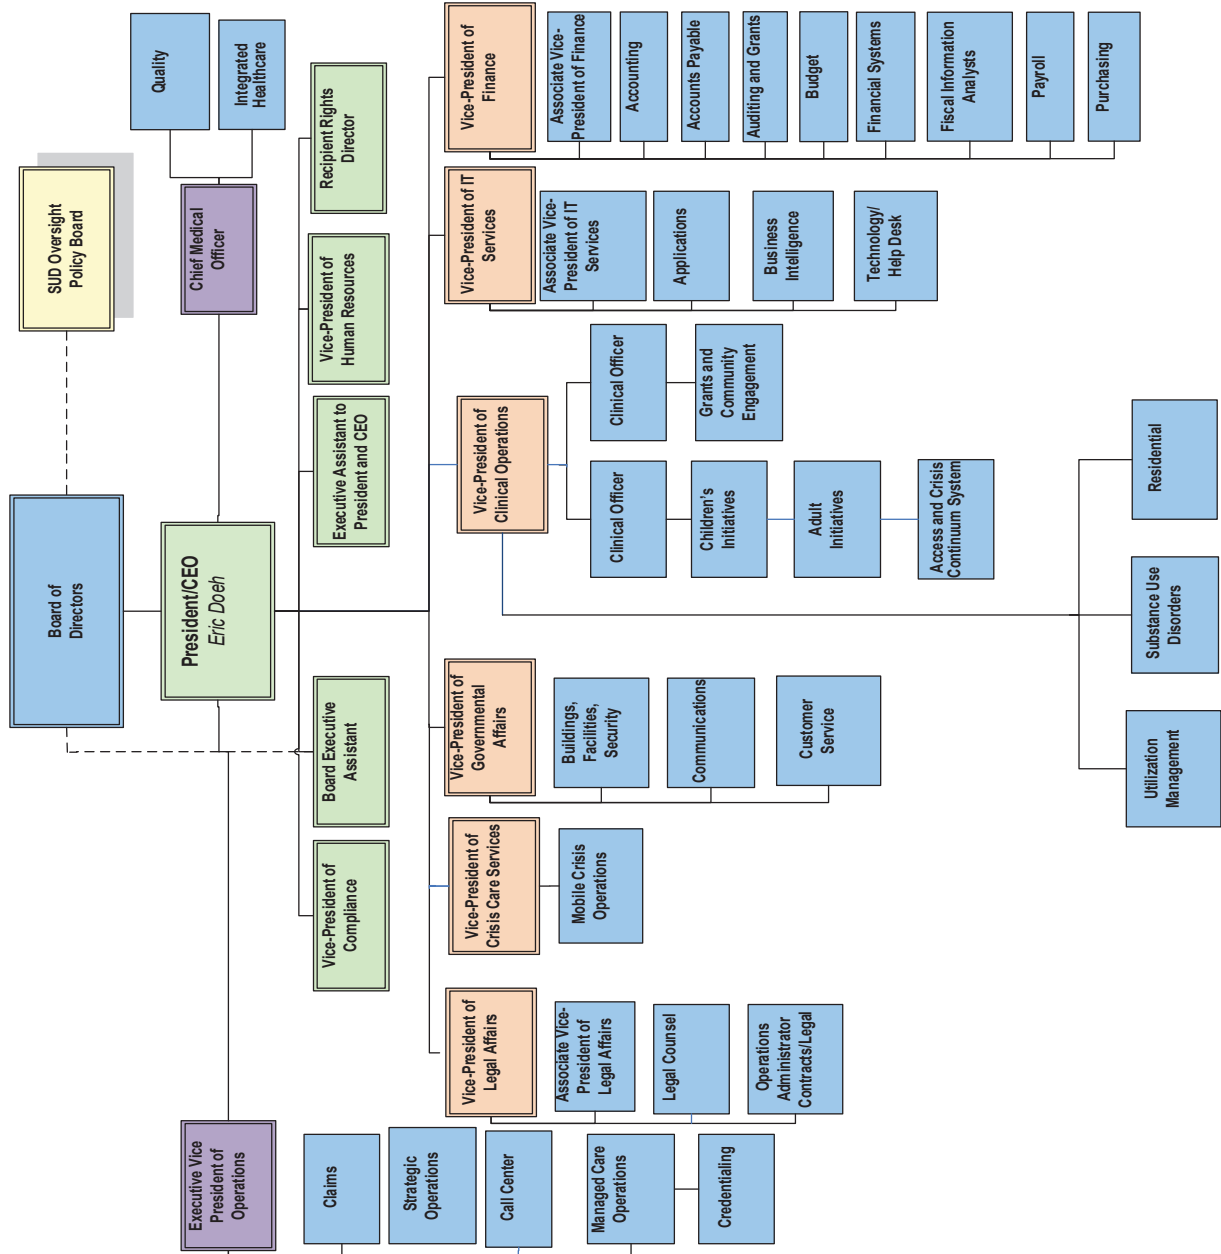 SUD Oversight
Policy Board
Board of
Directors
Quality
Integrated
Healthcare
Chief Medical
Officer
President/CEO
Eric Doeh
Executive Vice
President of
Operations
Vice-President of
Compliance
Board Executive
Assistant
Executive Assistant to
President and CEO
Vice-President of
Human Resources
Recipient Rights
Director
Claims
Strategic
Operations
Call Center
Managed Care
Operations
Credentialing
Vice-President of
Legal Affairs
Associate Vice-
President of
Legal Affairs
Legal Counsel
Operations
Administrator
Contracts/Legal
Vice-President of
Crisis Care Services
Mobile Crisis
Operations
Vice-President of
Governmental
Affairs
Buildings,
Facilities,
Security
Communications
Customer
Service
Vice-President of
Clinical Operations
Clinical Officer
Children's
Initiatives
Adult
Initiatives
Access and Crisis
Continuum System
Clinical Officer
Grants and
Community
Engagement
Utilization
Management
Substance Use
Disorders
Residential
Vice-President of IT
Services
Associate Vice-
President of IT
Services
Applications
Business
Intelligence
Technology/
Help Desk
Vice-President of
Finance
Associate Vice-
President of Finance
Accounting
Accounts Payable
Auditing and Grants
Budget
Financial Systems
Fiscal Information
Analysts
Payroll
Purchasing